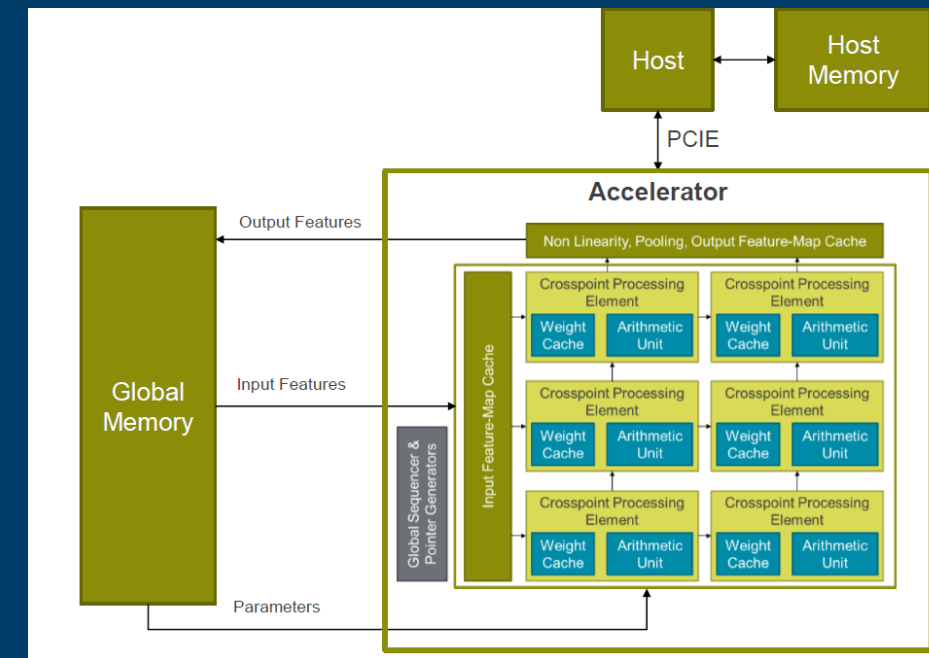 Host
Host
Memory
PCIE
Accelerator
Output Features
Non Linearity, Pooling, Output Feature-Map Cache
Global
Memory
Input Features
Parameters
Global Sequencer &
Pointer Generators
Input Feature-Map Cache
Crosspoint Processing
Element
Weight
Cache
Arithmetic
Unit
Crosspoint Processing
Element
Weight
Cache
Arithmetic
Unit
Crosspoint Processing
Element
Weight
Cache
Arithmetic
Unit
Crosspoint Processing
Element
Weight
Cache
Arithmetic
Unit
Crosspoint Processing
Element
Weight
Cache
Arithmetic
Unit
Crosspoint Processing
Element
Weight
Cache
Arithmetic
Unit